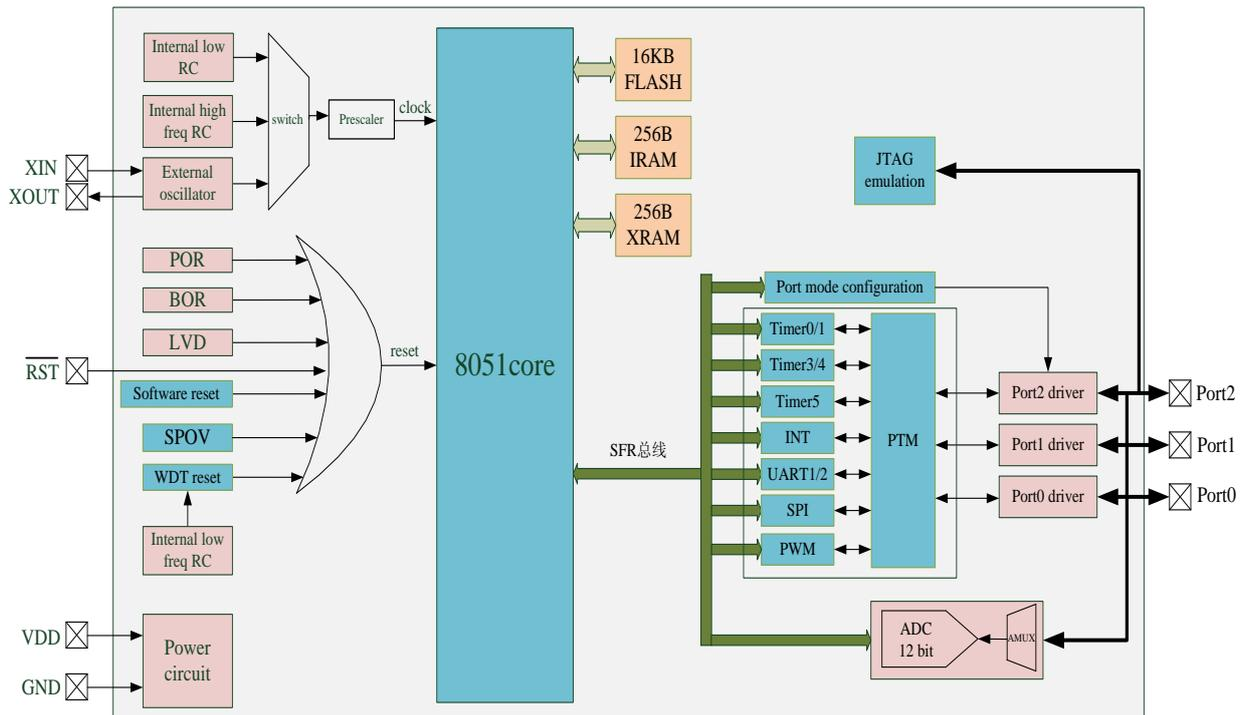 Internal low
RC
Internal high
freq RC
External
oscillator
switch
Prescaler
clock
XIN
XOUT
POR
BOR
LVD
RST
Software reset
SPOV
WDT reset
Internal low
freq RC
reset
VDD
GND
Power
circuit
8051core
16KB
FLASH
256B
IRAM
256B
XRAM
JTAG
emulation
SFR总线
Port mode configuration
Timer0/1
Timer3/4
Timer5
INT
UART1/2
SPI
PWM
PTM
Port2 driver
Port1 driver
Port0 driver
Port2
Port1
Port0
ADC
12 bit
AMUX